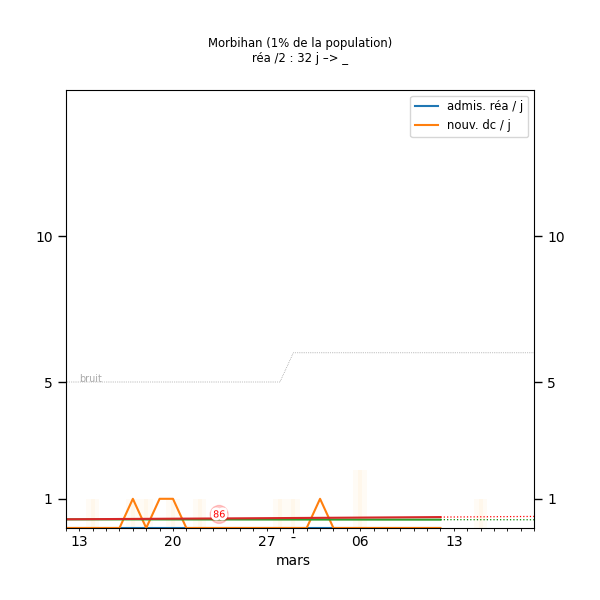 Morbihan (1% de la population)
réa /2 : 32 j –> _
admis. réa / j
nouv. dc / j
10
10
5
5
bruit
1
1
86
13
20
27
-
06
13
mars